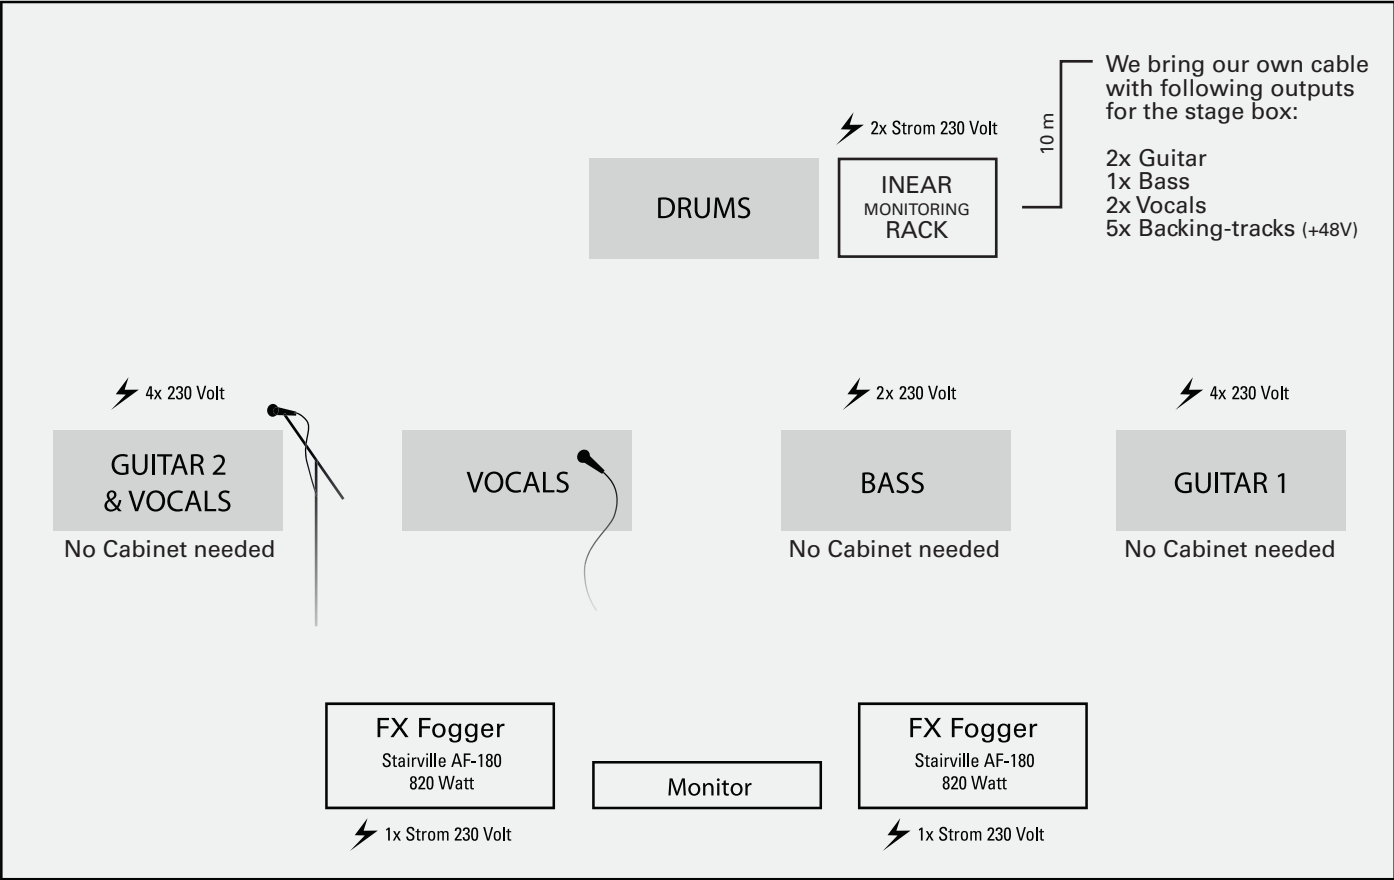 We bring our own cable
with following outputs
for the stage box:
2x Guitar
1x Bass
2x Vocals
5x Backing-tracks (+48V)
10 m
2x Strom 230 Volt
DRUMS
INEAR
MONITORING
RACK
4x 230 Volt
GUITAR 2
& VOCALS
No Cabinet needed
VOCALS
2x 230 Volt
BASS
No Cabinet needed
4x 230 Volt
GUITAR 1
No Cabinet needed
FX Fogger
Stairville AF-180
820 Watt
1x Strom 230 Volt
Monitor
FX Fogger
Stairville AF-180
820 Watt
1x Strom 230 Volt